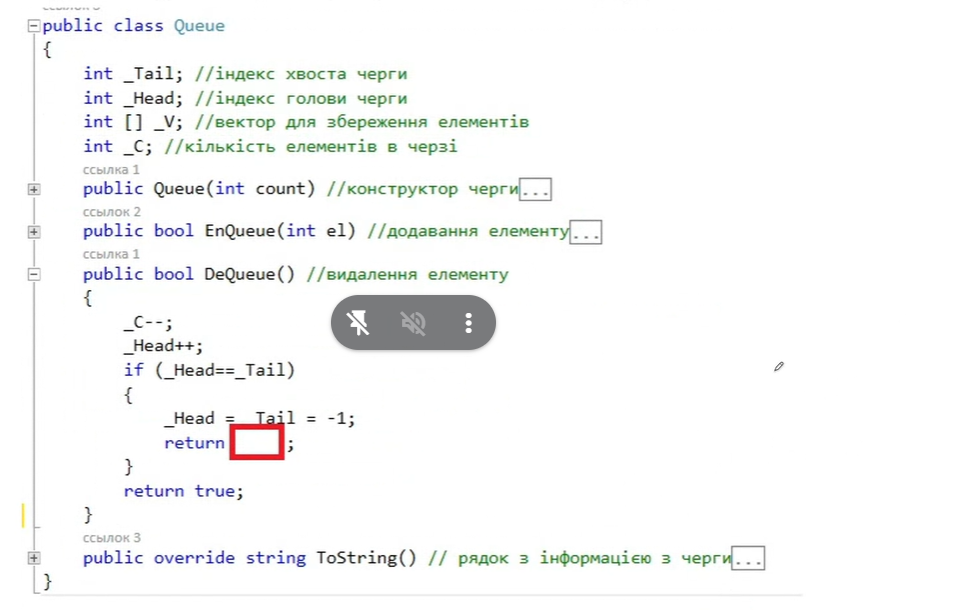 public class Queue
{
int _Tail; //індекс хвоста черги
int _Head; //індекс голови черги
int [] _V; //вектор для збереження елементів
int _C; //кількість елементів в черзі
ссылка 1
public Queue(int count) //конструктор черги...
ссылок 2
public bool EnQueue(int el) //додавання елементу...
ссылка 1
public bool DeQueue() //видалення елементу
{
_C--;
_Head++;
if (_Head==_Tail)
{
_Head = _Tail = -1;
return ;
}
return true;
}
ссылок 3
public override string ToString() // рядок з інформацією з черги...
}